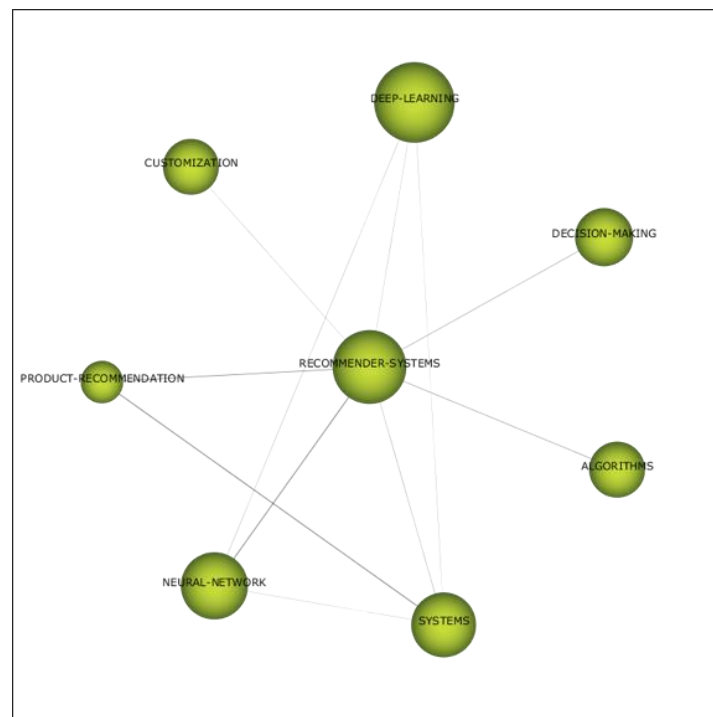 DEEP-LEARNING
CUSTOMIZATION
DECISION-MAKING
RECOMMENDER-SYSTEMS
PRODUCT-RECOMMENDATION
ALGORITHMS
NEURAL-NETWORK
SYSTEMS